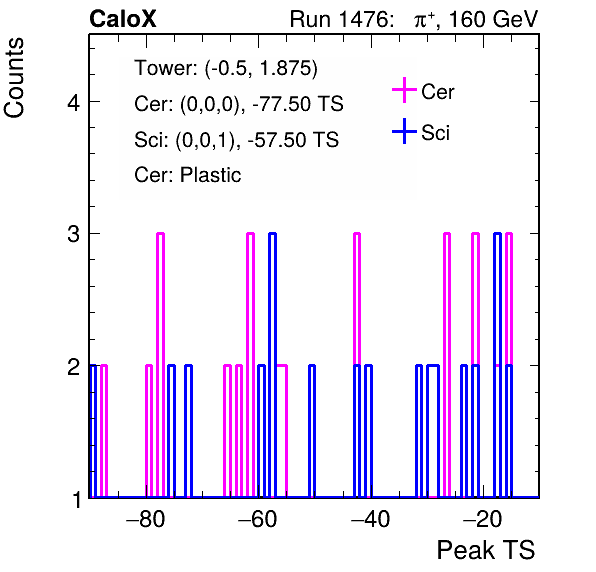 CaloX Run 1476: π⁺, 160 GeV
Counts
Tower: (-0.5, 1.875)
Cer: (0,0,0), -77.50 TS
Sci: (0,0,1), -57.50 TS
Cer: Plastic
Cer
Sci
4
3
2
1
−80 −60 −40 −20
Peak TS